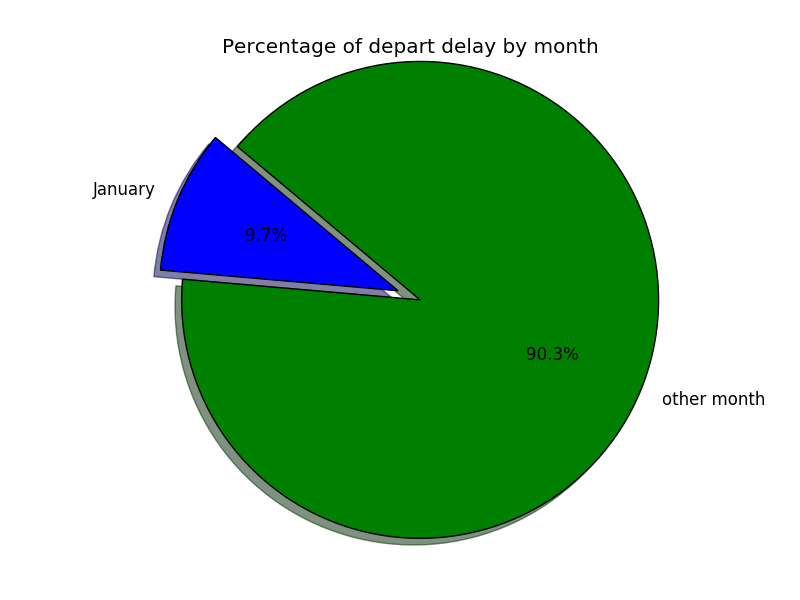 Percentage of depart delay by month
January
9.7%
90.3%
other month